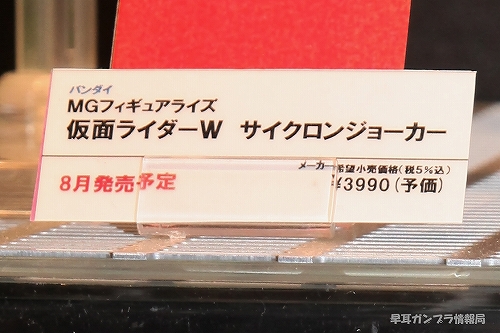 バンダイ
MGフィギュアライズ
仮面ライダーW サイクロンジョーカー
メーカー希望小売価格(税5%込)
8月発売予定 ¥3990(予価)
早耳ガンプラ情報局